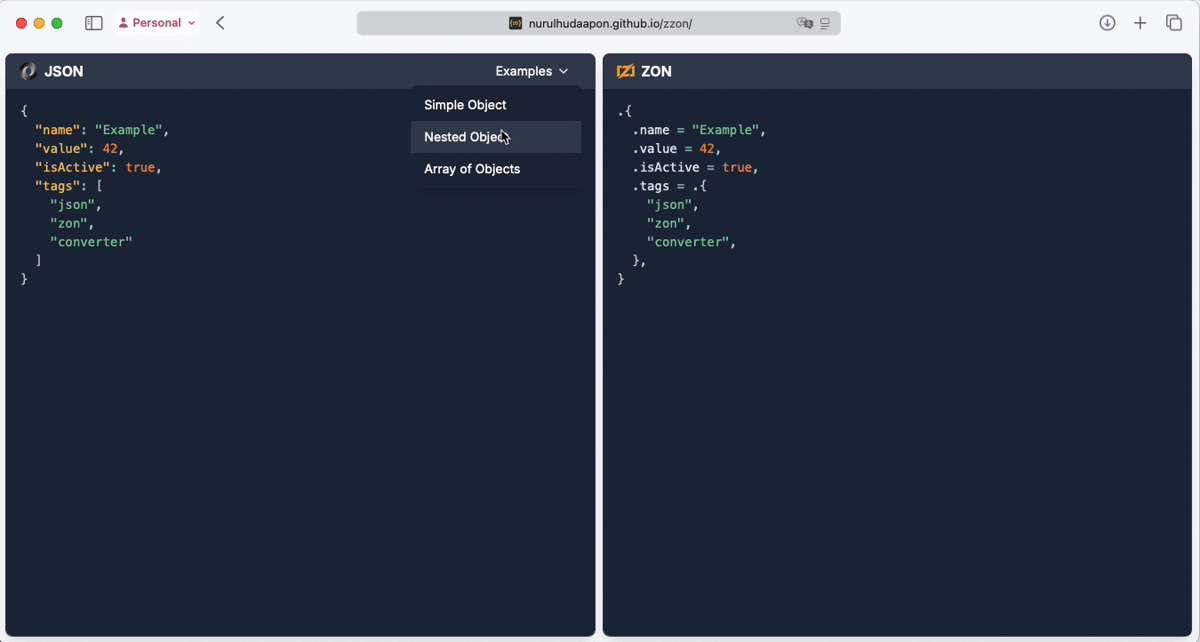 Personal
nurulhudaapon.github.io/zzon/
JSON
Examples
Simple Object
Nested Object
Array of Objects
{
  "name": "Example",
  "value": 42,
  "isActive": true,
  "tags": [
    "json",
    "zon",
    "converter"
  ]
}
ZON
.{
  .name = "Example",
  .value = 42,
  .isActive = true,
  .tags = .{
    "json",
    "zon",
    "converter",
  },
}